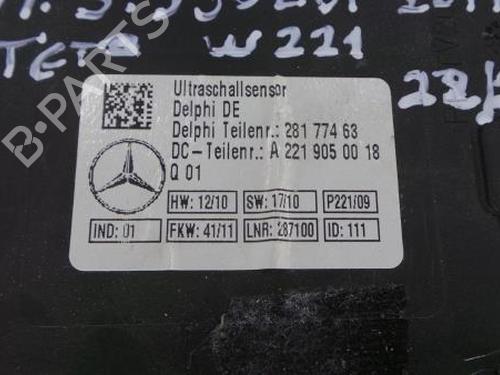 W221
Ultraschallsensor
Delphi DE
Delphi Teilenr.: 281 774 63
DC-Teilenr.: A 221 905 00 18
Q 01
HW: 12/10 SW: 17/10 P221/09
IND: 01 FKW: 41/11 LNR: 287100 ID: 111